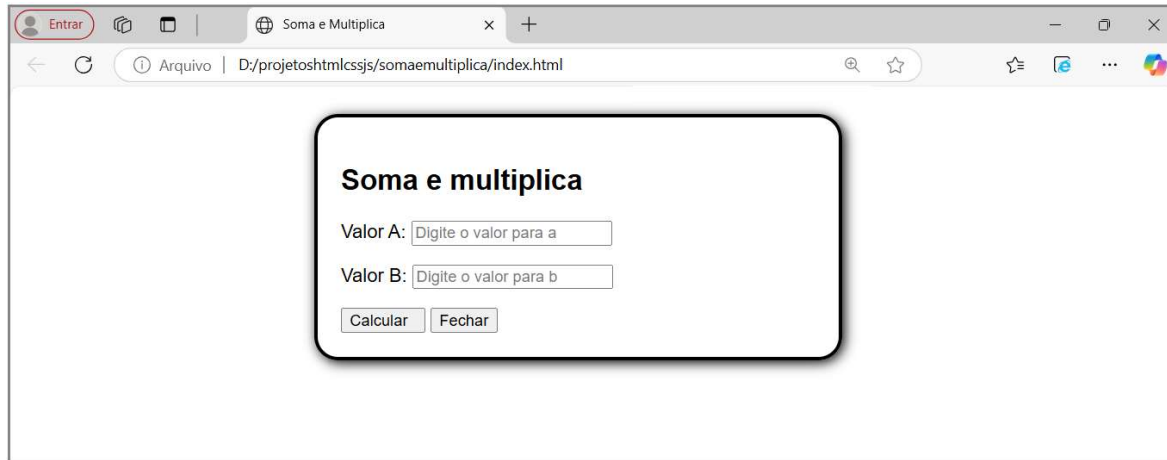 Entrar
Soma e Multiplica
Arquivo
D:/projetoshtmlcssjs/somaemultiplica/index.html
Soma e multiplica
Valor A: Digite o valor para a
Valor B: Digite o valor para b
Calcular Fechar